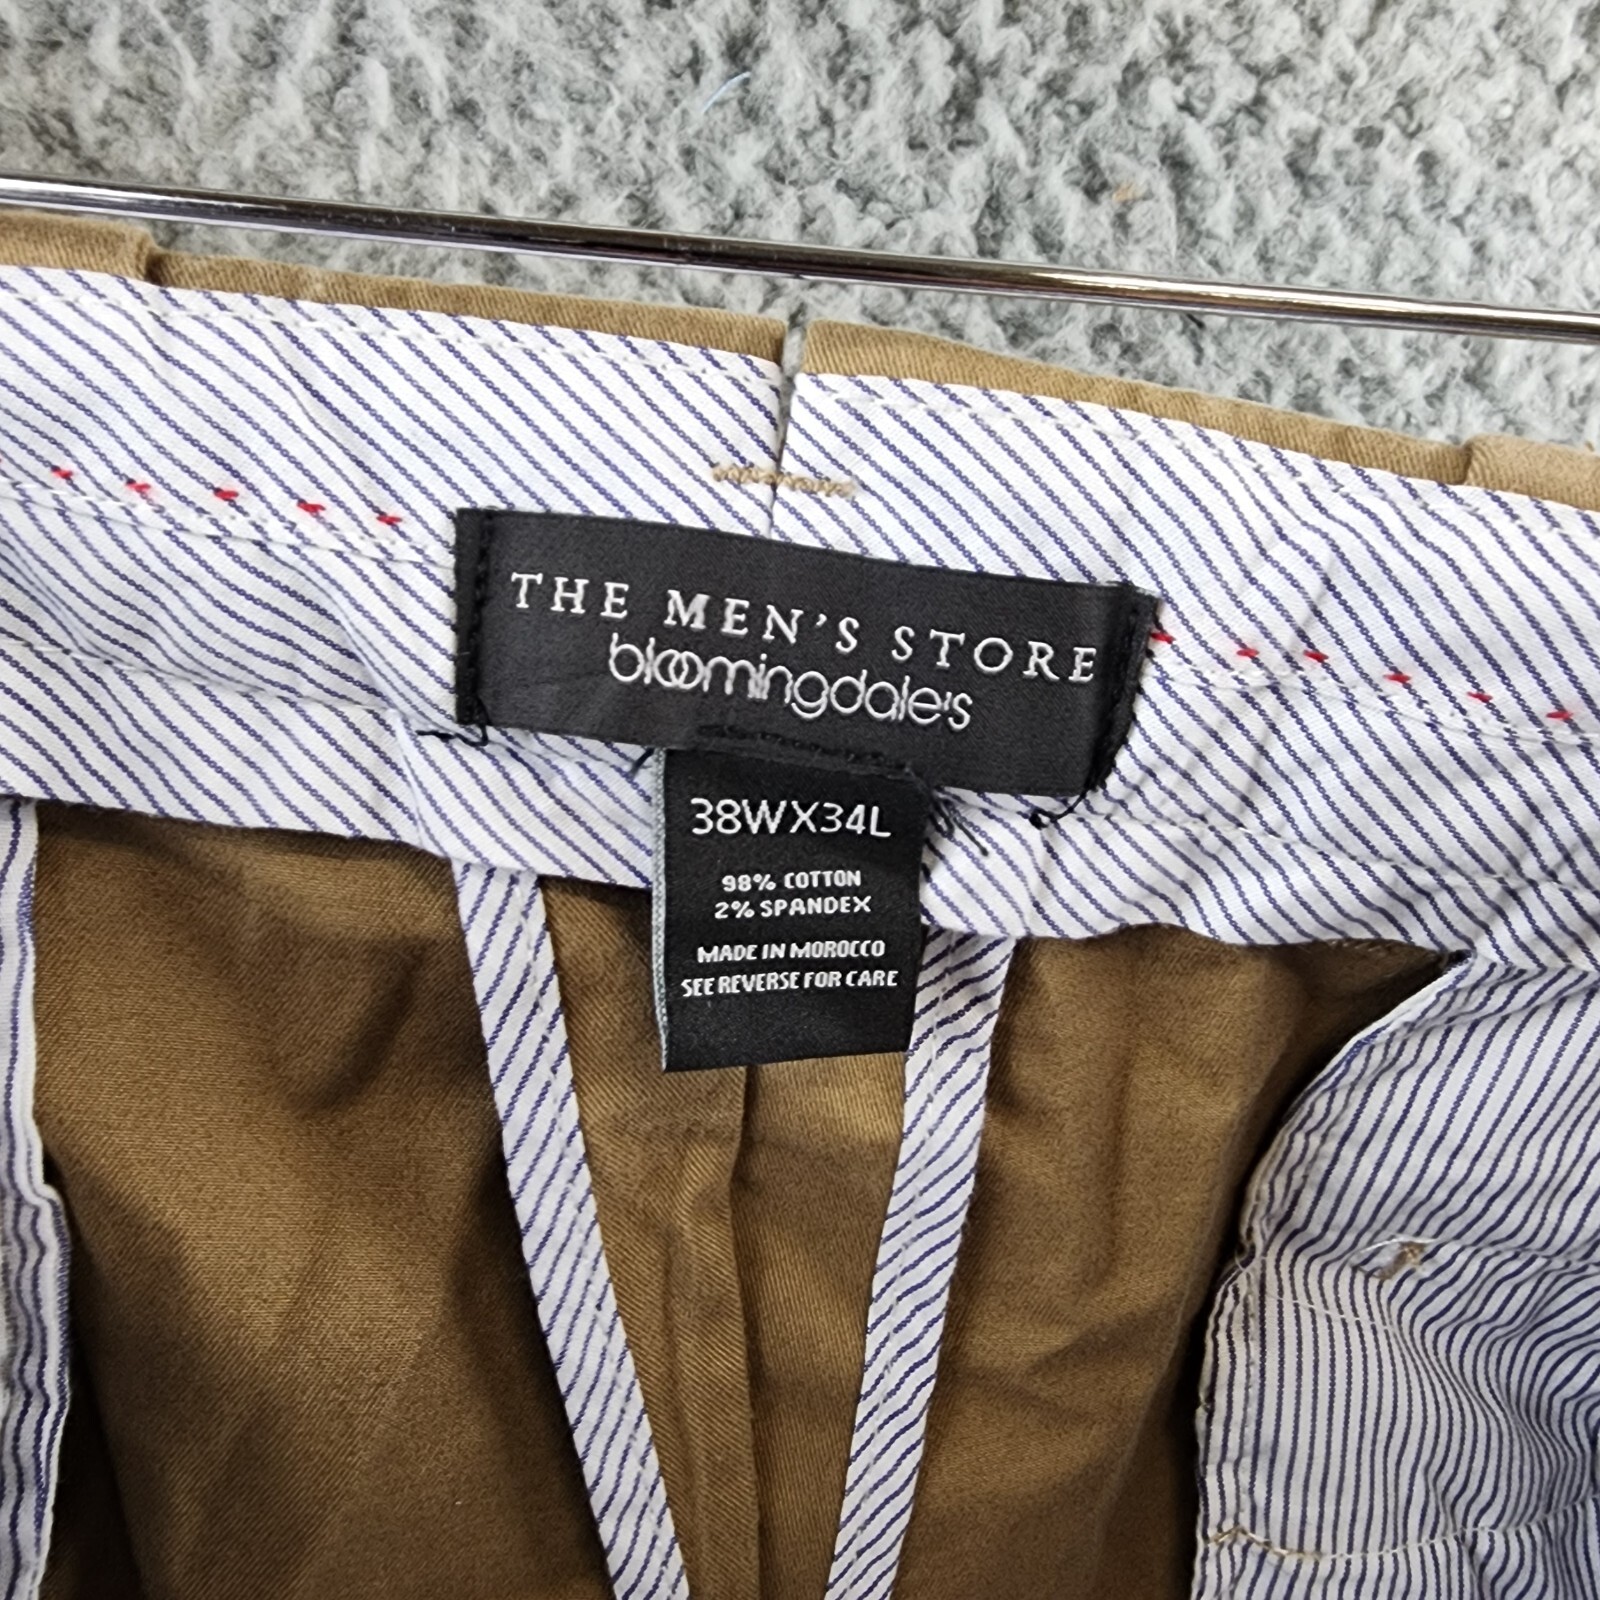 THE MEN'S STORE
bloomingdale's
38WX34L
98% COTTON
2% SPANDEX
MADE IN MOROCCO
SEE REVERSE FOR CARE